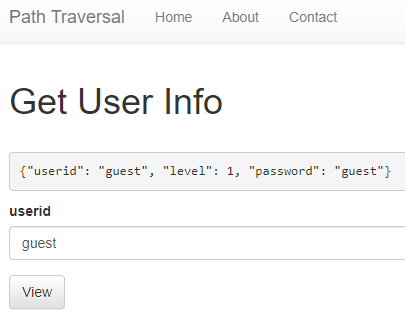 Path Traversal Home About Contact
Get User Info
{"userid": "guest", "level": 1, "password": "guest"}
userid
guest
View